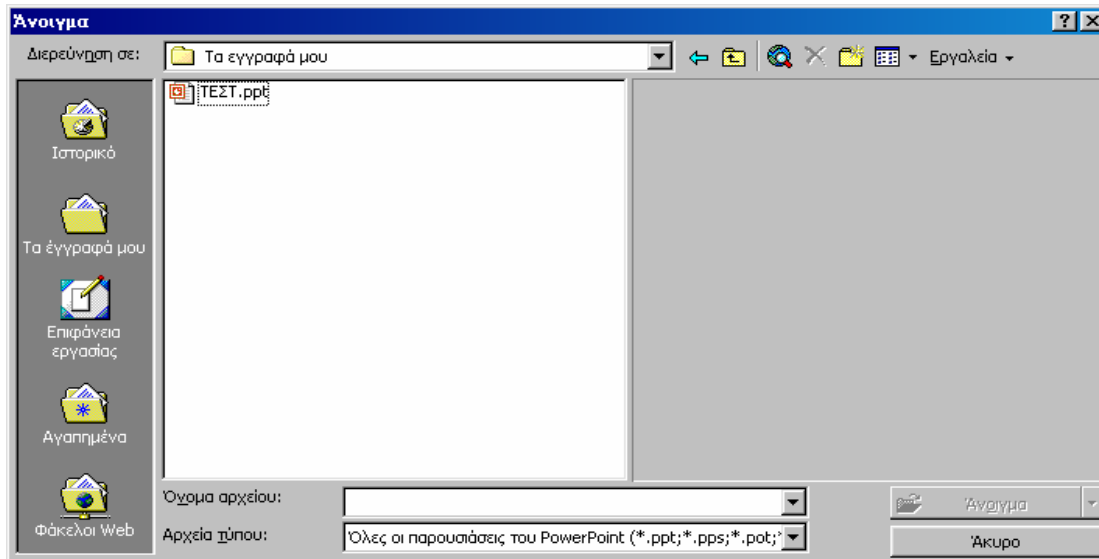 Άνοιγμα
Διερεύνηση σε:
Τα εγγραφά μου
Εργαλεία
ΤΕΣΤ.ppt
Ιστορικό
Τα έγγραφά μου
Επιφάνεια
εργασίας
Αγαπημένα
Φάκελοι Web
Όνομα αρχείου:
Άνοιγμα
Αρχεία τύπου:
Όλες οι παρουσιάσεις του PowerPoint (*.ppt;*.pps;*.pot;*
Άκυρο